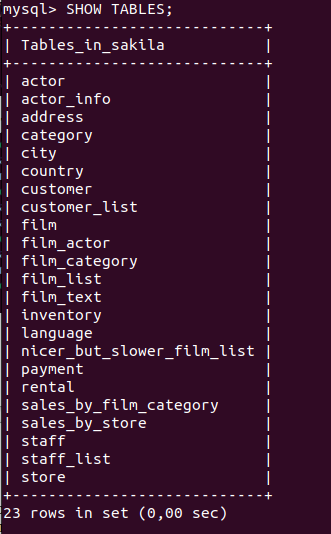 mysql> SHOW TABLES;
+----------------------------+
| Tables_in_sakila           |
+----------------------------+
| actor                      |
| actor_info                 |
| address                    |
| category                   |
| city                       |
| country                    |
| customer                   |
| customer_list              |
| film                       |
| film_actor                 |
| film_category              |
| film_list                  |
| film_text                  |
| inventory                  |
| language                   |
| nicer_but_slower_film_list |
| payment                    |
| rental                     |
| sales_by_film_category     |
| sales_by_store             |
| staff                      |
| staff_list                 |
| store                      |
+----------------------------+
23 rows in set (0,00 sec)